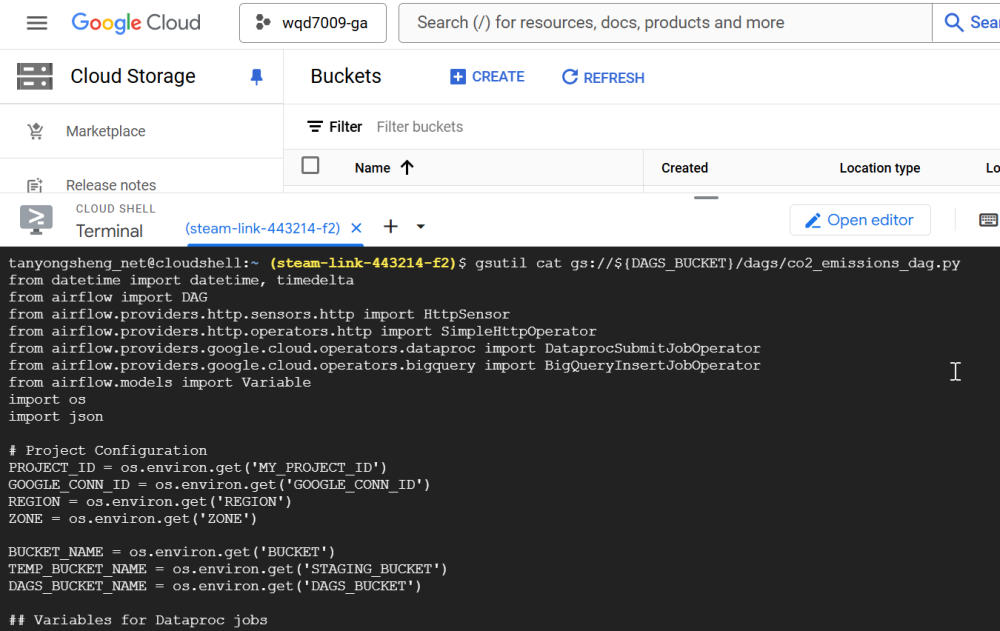 Google Cloud
wqd7009-ga
Search (/) for resources, docs, products and more
Sear
Cloud Storage
Buckets
CREATE
REFRESH
Marketplace
Filter
Filter buckets
Name
Created
Location type
Lo
Release notes
CLOUD SHELL
Terminal
(steam-link-443214-f2)
Open editor
tanyongsheng_net@cloudshell:~ (steam-link-443214-f2)$ gsutil cat gs://${DAGS_BUCKET}/dags/co2_emissions_dag.py
from datetime import datetime, timedelta
from airflow import DAG
from airflow.providers.http.sensors.http import HttpSensor
from airflow.providers.http.operators.http import SimpleHttpOperator
from airflow.providers.google.cloud.operators.dataproc import DataprocSubmitJobOperator
from airflow.providers.google.cloud.operators.bigquery import BigQueryInsertJobOperator
from airflow.models import Variable
import os
import json
# Project Configuration
PROJECT_ID = os.environ.get('MY_PROJECT_ID')
GOOGLE_CONN_ID = os.environ.get('GOOGLE_CONN_ID')
REGION = os.environ.get('REGION')
ZONE = os.environ.get('ZONE')
BUCKET_NAME = os.environ.get('BUCKET')
TEMP_BUCKET_NAME = os.environ.get('STAGING_BUCKET')
DAGS_BUCKET_NAME = os.environ.get('DAGS_BUCKET')
## Variables for Dataproc jobs